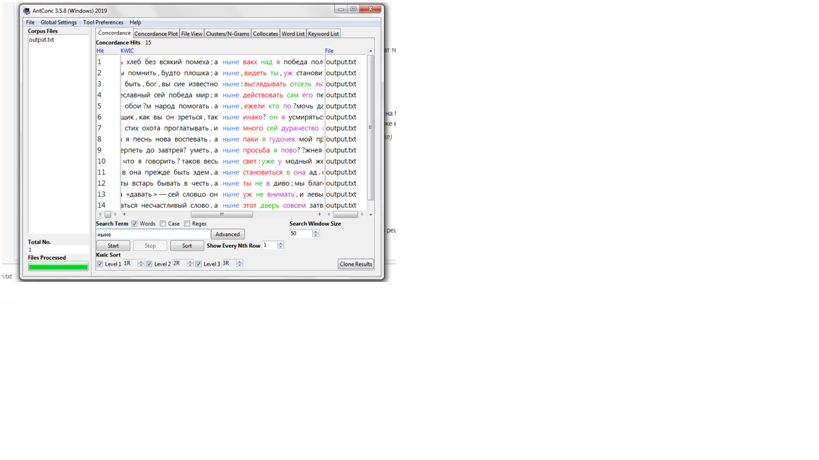 AntConc 3.5.8 (Windows) 2019
File Global Settings Tool Preferences Help
Corpus Files
output.txt
Concordance Concordance Plot File View Clusters/N-Grams Collocates Word List Keyword List
Concordance Hits 15
Hit KWIC File
1 ь хлеб без всякий помеха ; а ныне вакх над я победа пол output.txt
2 ы помнить , будто плошка ; а ныне , видеть ты , уж станови output.txt
3 быть , бог , вы сие известно ныне : выглядывать отсель output.txt
4 еславный сей победа мир ; я ныне действовать сам его пе output.txt
5 обои ?м народ помогать . а ныне , ежели кто по ?мочь да output.txt
6 щик , как вы он зреться , так ныне инако ? он я усмирятьс output.txt
7 стих охота проглатывать , и ныне много сей дурачество output.txt
8 а я песнь нова воспевать . а ныне паки я гудочек мой пр output.txt
9 ерпеть до завтрея ? уметь , а ныне просьба я пово? ?жнея output.txt
10 что я говорить ? таков весь ныне свет : уже у модный же output.txt
11 в она прежде быть эдем , а ныне становиться в она ад . output.txt
12 ты встарь бывать в честь , а ныне ты не в диво ; мы благ output.txt
13 а «давать» — сей словцо он ныне уж не внимать , и левы output.txt
14 ваться несчастливый слово , а ныне этот дверь совсем затв output.txt
Search Term Words Case Regex Search Window Size
ныне Advanced 50
Start Stop Sort Show Every Nth Row 1
Total No.
1
Files Processed
Kwic Sort
Level 1 1R Level 2 2R Level 3 3R Clone Results